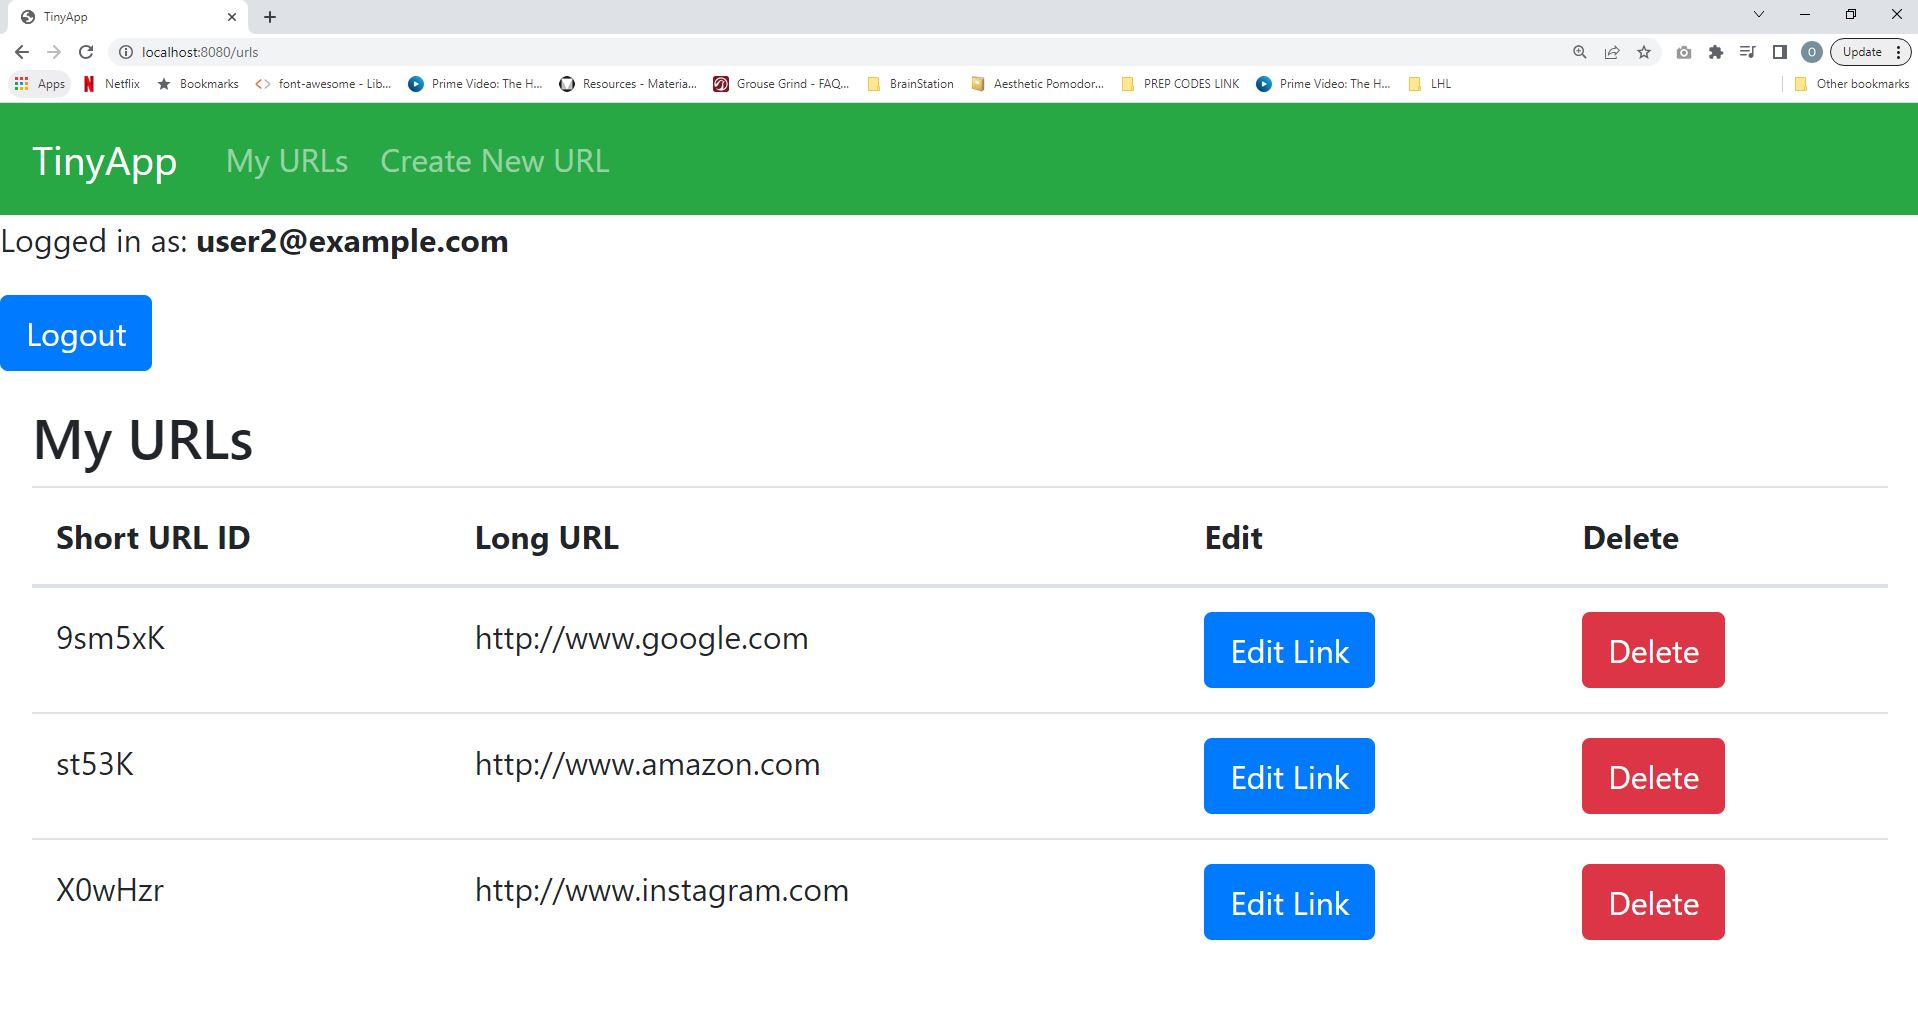 TinyApp
localhost:8080/urls
O
Update
Apps Netflix Bookmarks font-awesome - Lib... Prime Video: The H... Resources - Materia... Grouse Grind - FAQ... BrainStation Aesthetic Pomodor... PREP CODES LINK Prime Video: The H... LHL Other bookmarks
TinyApp My URLs Create New URL
Logged in as: user2@example.com
Logout
My URLs
Short URL ID Long URL Edit Delete
9sm5xK http://www.google.com Edit Link Delete
st53K http://www.amazon.com Edit Link Delete
X0wHzr http://www.instagram.com Edit Link Delete